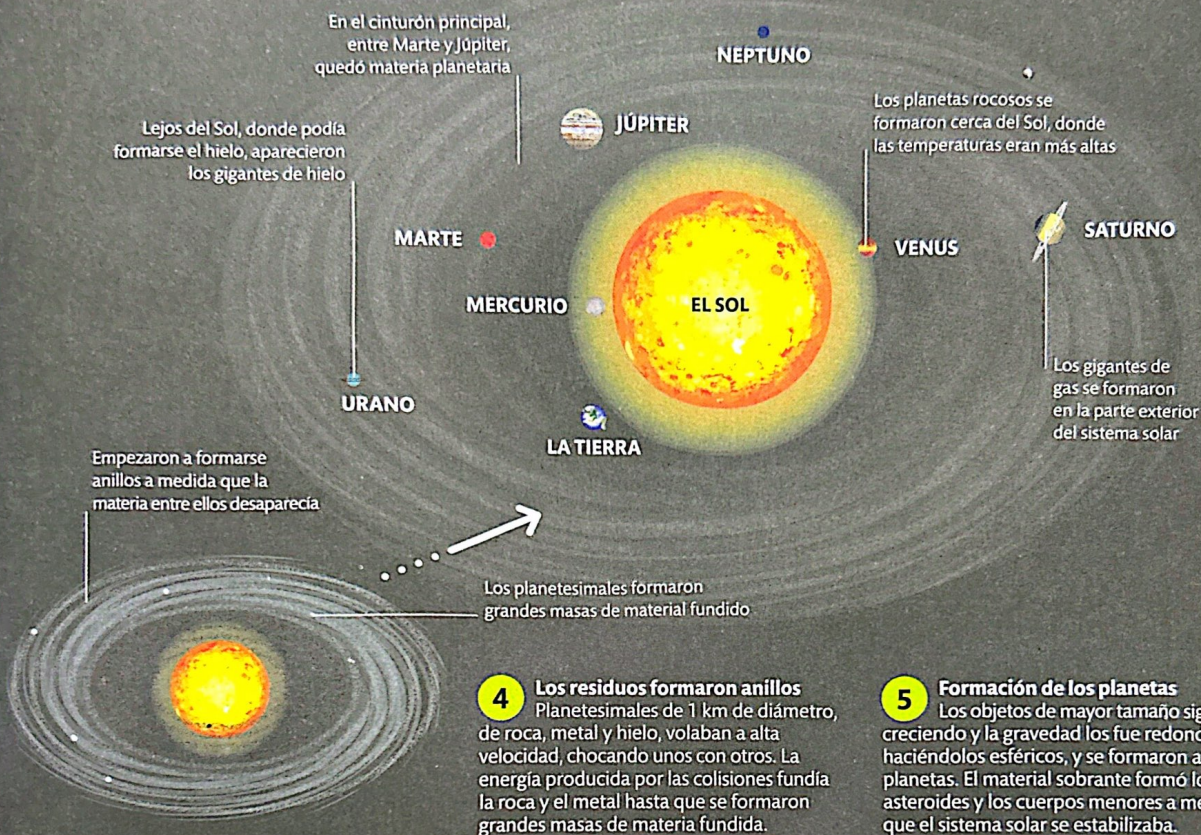 En el cinturón principal,
entre Marte y Júpiter,
quedó materia planetaria
NEPTUNO
Lejos del Sol, donde podía
formarse el hielo, aparecieron
los gigantes de hielo
JÚPITER
Los planetas rocosos se
formaron cerca del Sol, donde
las temperaturas eran más altas
MARTE
VENUS
SATURNO
MERCURIO
EL SOL
URANO
LA TIERRA
Los gigantes de
gas se formaron
en la parte exterior
del sistema solar
Empezaron a formarse
anillos a medida que la
materia entre ellos desaparecía
Los planetesimales formaron
grandes masas de material fundido
4 Los residuos formaron anillos
Planetesimales de 1 km de diámetro,
de roca, metal y hielo, volaban a alta
velocidad, chocando unos con otros. La
energía producida por las colisiones fundía
la roca y el metal hasta que se formaron
grandes masas de materia fundida.
5 Formación de los planetas
Los objetos de mayor tamaño
creciendo y la gravedad los fue
haciéndolos esféricos, y se formaron
planetas. El material sobrante formó
asteroides y los cuerpos menores a
que el sistema solar se estabilizaba.